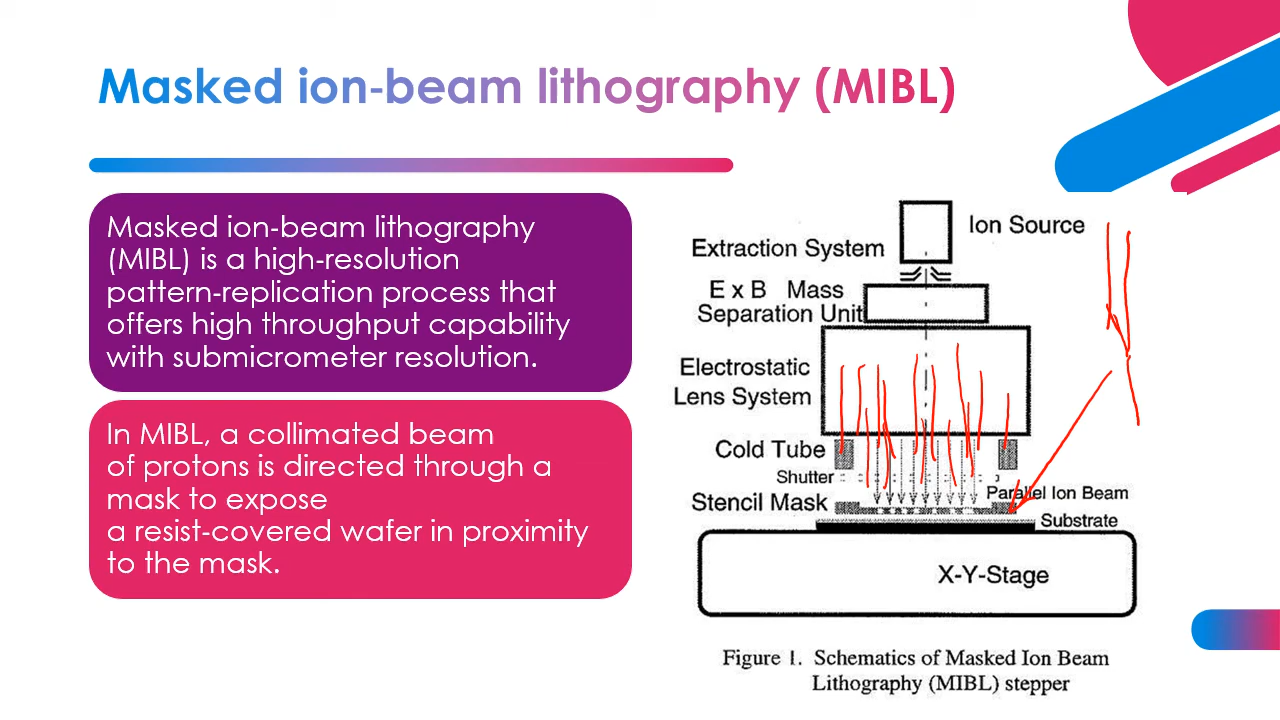 Masked ion-beam lithography (MIBL)
Masked ion-beam lithography
(MIBL) is a high-resolution
pattern-replication process that
offers high throughput capability
with submicrometer resolution.
In MIBL, a collimated beam
of protons is directed through a
mask to expose
a resist-covered wafer in proximity
to the mask.
Ion Source
Extraction System
E x B Mass
Separation Unit
Electrostatic
Lens System
Cold Tube
Shutter
Parallel Ion Beam
Stencil Mask
Substrate
X-Y-Stage
Figure 1. Schematics of Masked Ion Beam
Lithography (MIBL) stepper